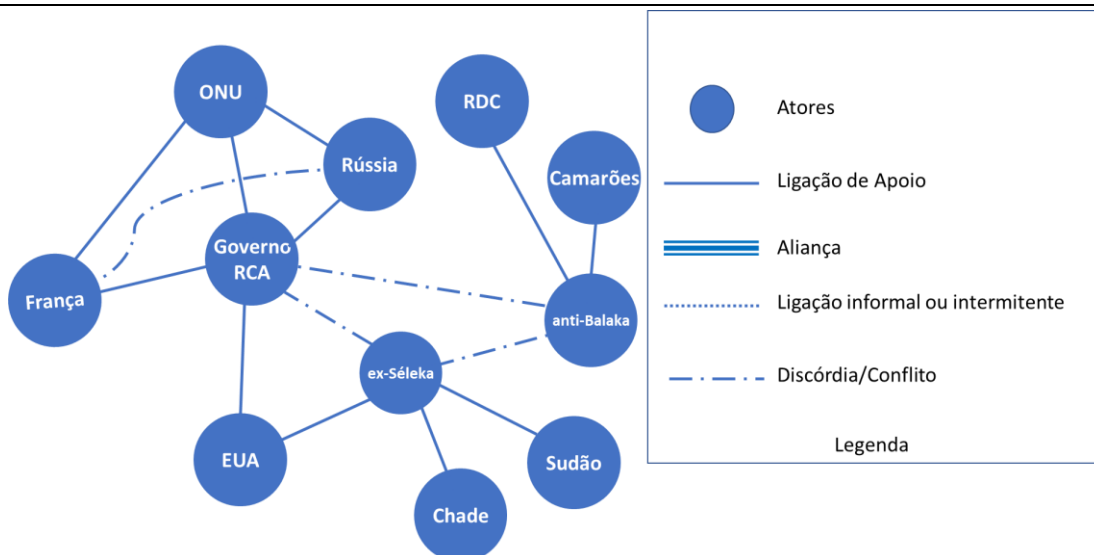 ONU
RDC
Rússia
Camarões
Governo
RCA
França
anti-Balaka
ex-Séleka
EUA
Sudão
Chade
Atores
Ligação de Apoio
Aliança
Ligação informal ou intermitente
Discórdia/Conflito
Legenda